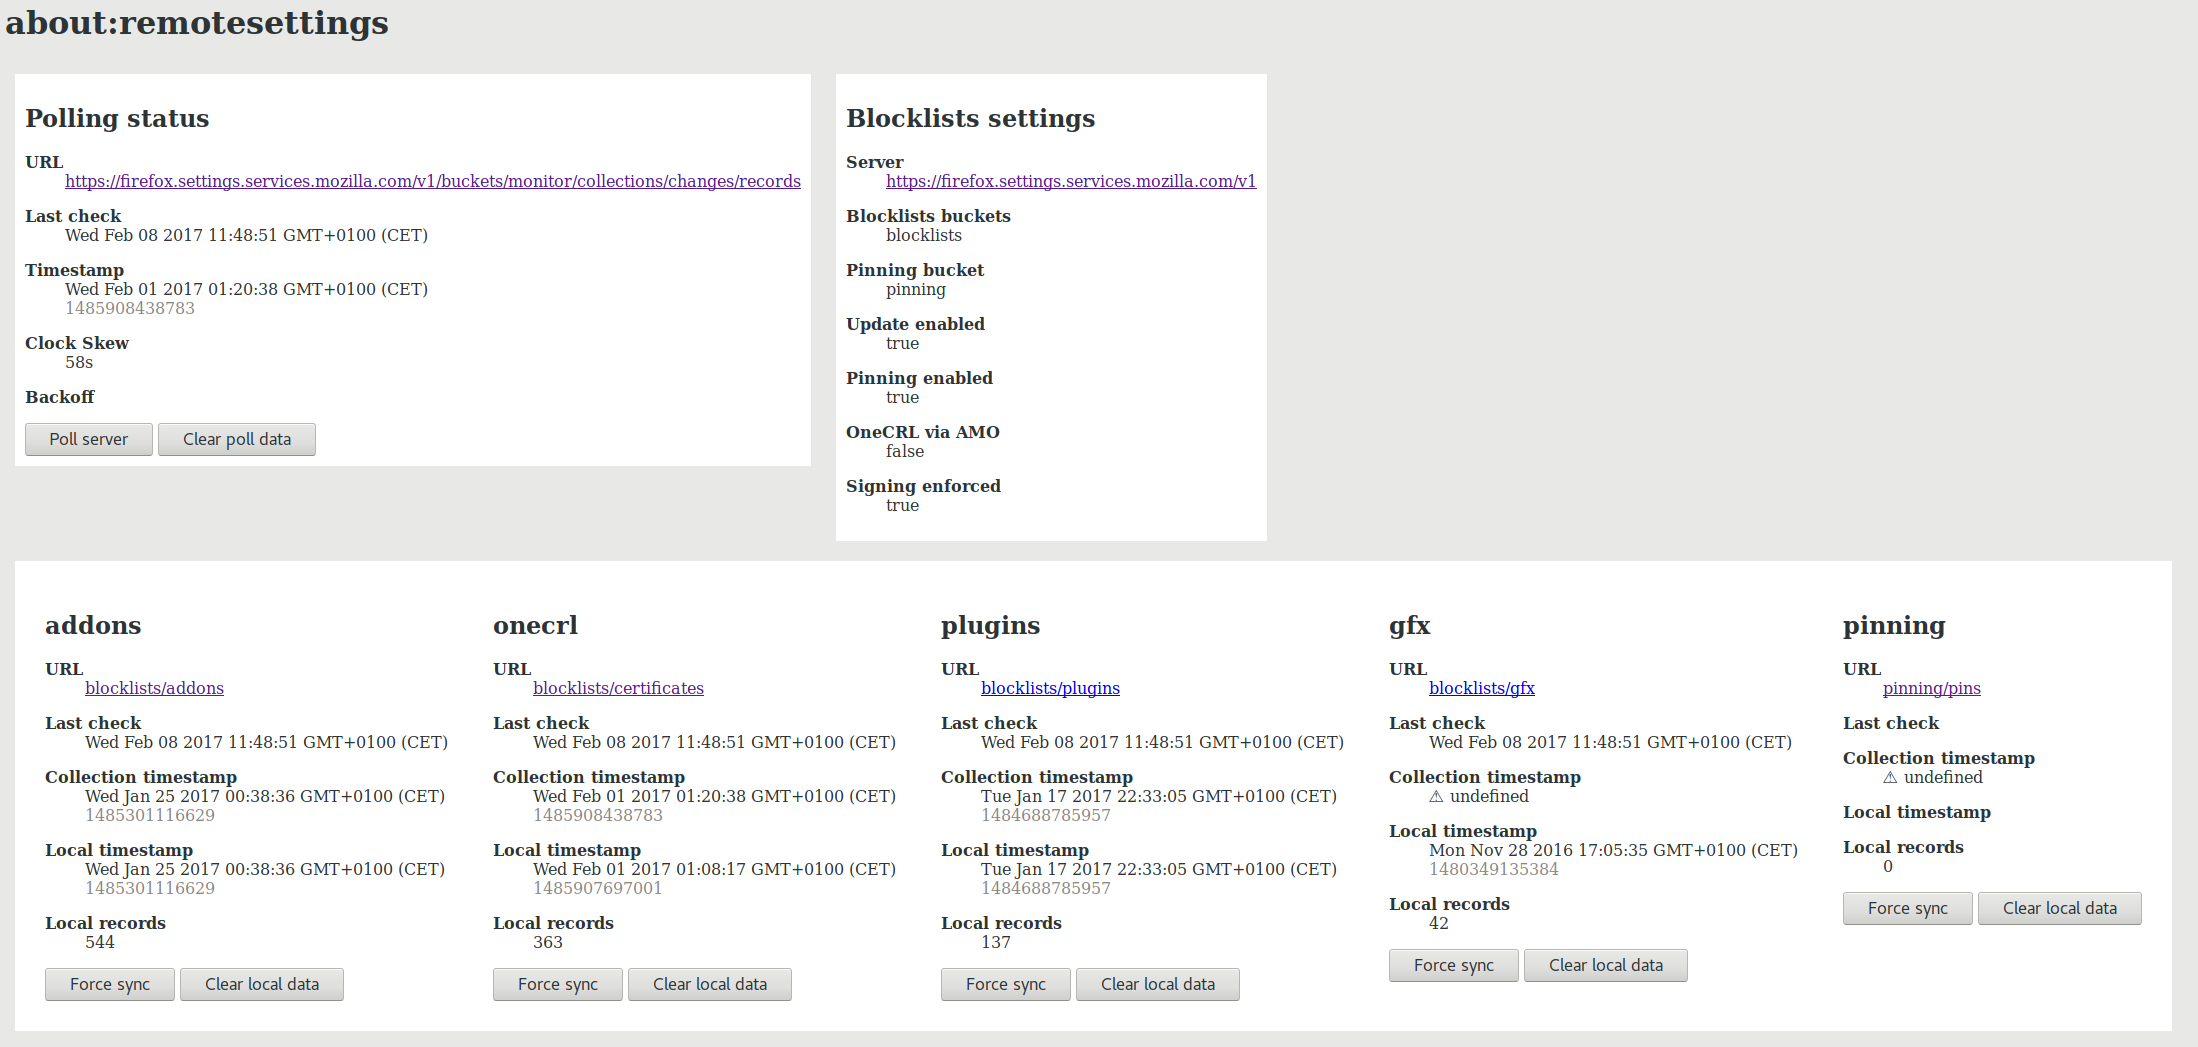 about:remotesettings
Polling status
URL
https://firefox.settings.services.mozilla.com/v1/buckets/monitor/collections/changes/records
Last check
Wed Feb 08 2017 11:48:51 GMT+0100 (CET)
Timestamp
Wed Feb 01 2017 01:20:38 GMT+0100 (CET)
1485908438783
Clock Skew
58s
Backoff
Poll server
Clear poll data
Blocklists settings
Server
https://firefox.settings.services.mozilla.com/v1
Blocklists buckets
blocklists
Pinning bucket
pinning
Update enabled
true
Pinning enabled
true
OneCRL via AMO
false
Signing enforced
true
addons
URL
blocklists/addons
Last check
Wed Feb 08 2017 11:48:51 GMT+0100 (CET)
Collection timestamp
Wed Jan 25 2017 00:38:36 GMT+0100 (CET)
1485301116629
Local timestamp
Wed Jan 25 2017 00:38:36 GMT+0100 (CET)
1485301116629
Local records
544
Force sync
Clear local data
onecrl
URL
blocklists/certificates
Last check
Wed Feb 08 2017 11:48:51 GMT+0100 (CET)
Collection timestamp
Wed Feb 01 2017 01:20:38 GMT+0100 (CET)
1485908438783
Local timestamp
Wed Feb 01 2017 01:08:17 GMT+0100 (CET)
1485907697001
Local records
363
Force sync
Clear local data
plugins
URL
blocklists/plugins
Last check
Wed Feb 08 2017 11:48:51 GMT+0100 (CET)
Collection timestamp
Tue Jan 17 2017 22:33:05 GMT+0100 (CET)
1484688785957
Local timestamp
Tue Jan 17 2017 22:33:05 GMT+0100 (CET)
1484688785957
Local records
137
Force sync
Clear local data
gfx
URL
blocklists/gfx
Last check
Wed Feb 08 2017 11:48:51 GMT+0100 (CET)
Collection timestamp
⚠ undefined
Local timestamp
Mon Nov 28 2016 17:05:35 GMT+0100 (CET)
1480349135384
Local records
42
Force sync
Clear local data
pinning
URL
pinning/pins
Last check
Collection timestamp
⚠ undefined
Local timestamp
Local records
0
Force sync
Clear local data